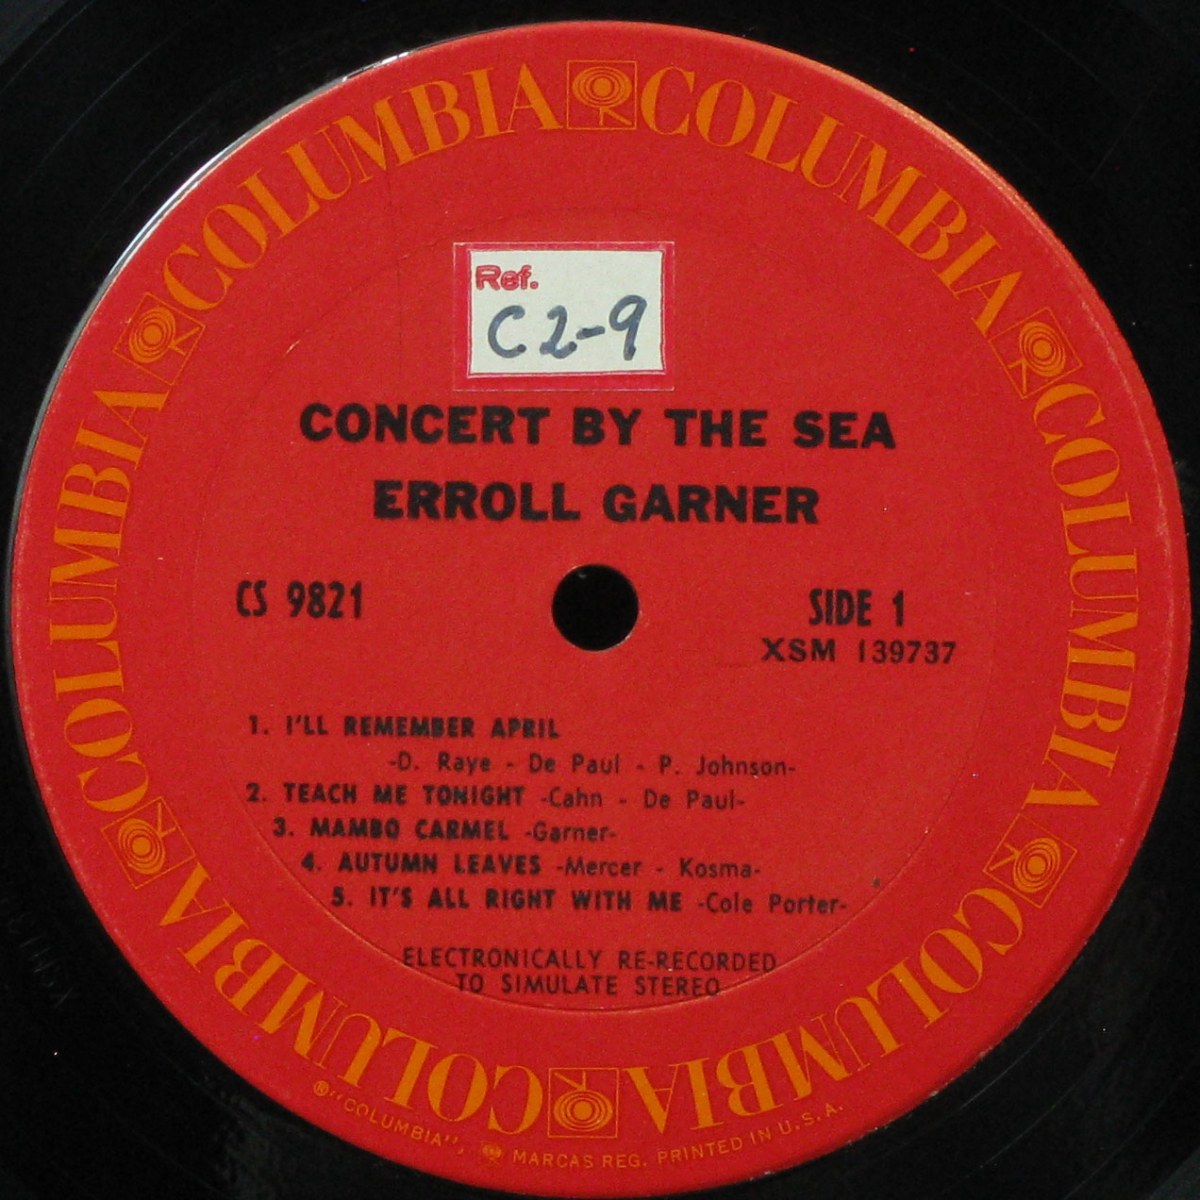 COLUMBIA COLUMBIA COLUMBIA COLUMBIA COLUMBIA COLUMBIA
Ref.
C2-9
CONCERT BY THE SEA
ERROLL GARNER
CS 9821
SIDE 1
XSM 139737
1. I'LL REMEMBER APRIL
-D. Raye - De Paul - P. Johnson-
2. TEACH ME TONIGHT -Cahn - De Paul-
3. MAMBO CARMEL -Garner-
4. AUTUMN LEAVES -Mercer - Kosma-
5. IT'S ALL RIGHT WITH ME -Cole Porter-
ELECTRONICALLY RE-RECORDED
TO SIMULATE STEREO
® "COLUMBIA", MARCAS REG. PRINTED IN U.S.A.